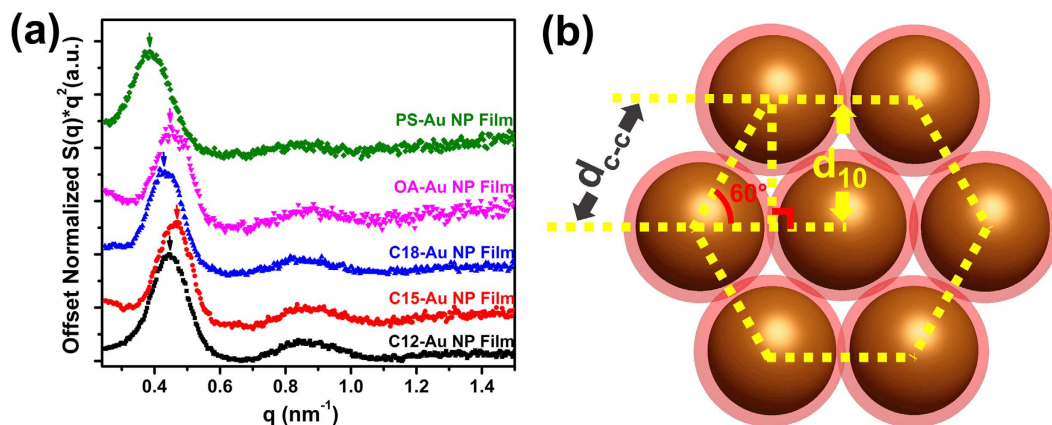 (a)
Offset Normalized S(q)*q²(a.u.)
PS-Au NP Film
OA-Au NP Film
C18-Au NP Film
C15-Au NP Film
C12-Au NP Film
0.4 0.6 0.8 1.0 1.2 1.4
q (nm⁻¹)
(b)
d c-c
d₁₀
60°